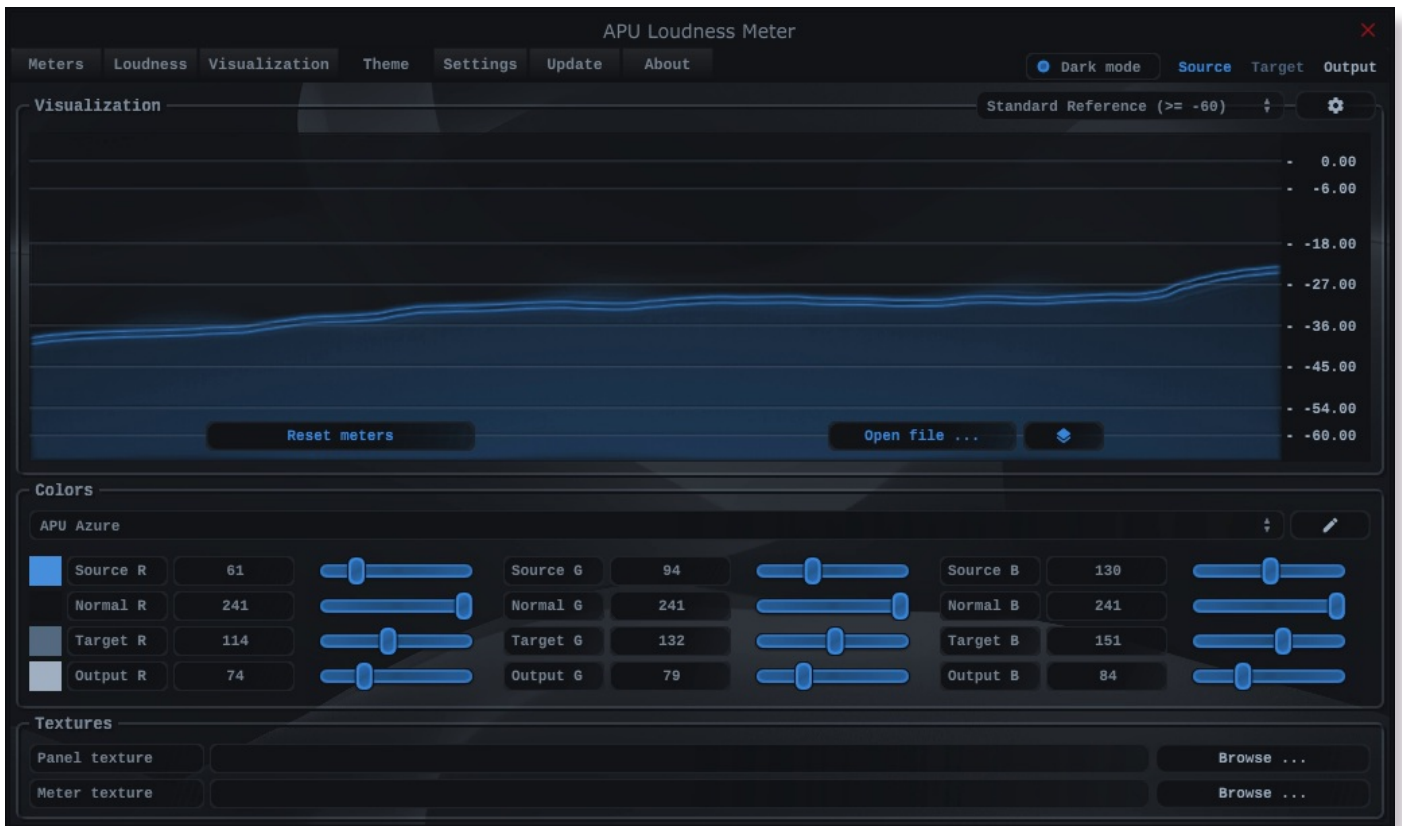 APU Loudness Meter
Meters Loudness Visualization Theme Settings Update About Dark mode Source Target Output
Visualization Standard Reference (>= -60)
- 0.00
- -6.00
- -18.00
- -27.00
- -36.00
- -45.00
- -54.00
- -60.00
Reset meters Open file ...
Colors
APU Azure
Source R 61 Source G 94 Source B 130
Normal R 241 Normal G 241 Normal B 241
Target R 114 Target G 132 Target B 151
Output R 74 Output G 79 Output B 84
Textures
Panel texture Browse ...
Meter texture Browse ...